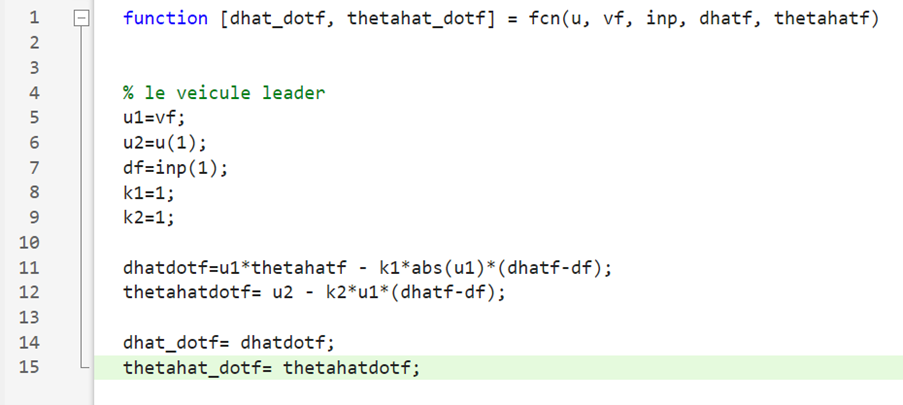 1 function [dhat_dotf, thetahat_dotf] = fcn(u, vf, inp, dhatf, thetahatf)
2
3
4 % le veicule leader
5 u1=vf;
6 u2=u(1);
7 df=inp(1);
8 k1=1;
9 k2=1;
10
11 dhatdotf=u1*thetahatf - k1*abs(u1)*(dhatf-df);
12 thetahatdotf= u2 - k2*u1*(dhatf-df);
13
14 dhat_dotf= dhatdotf;
15 thetahat_dotf= thetahatdotf;